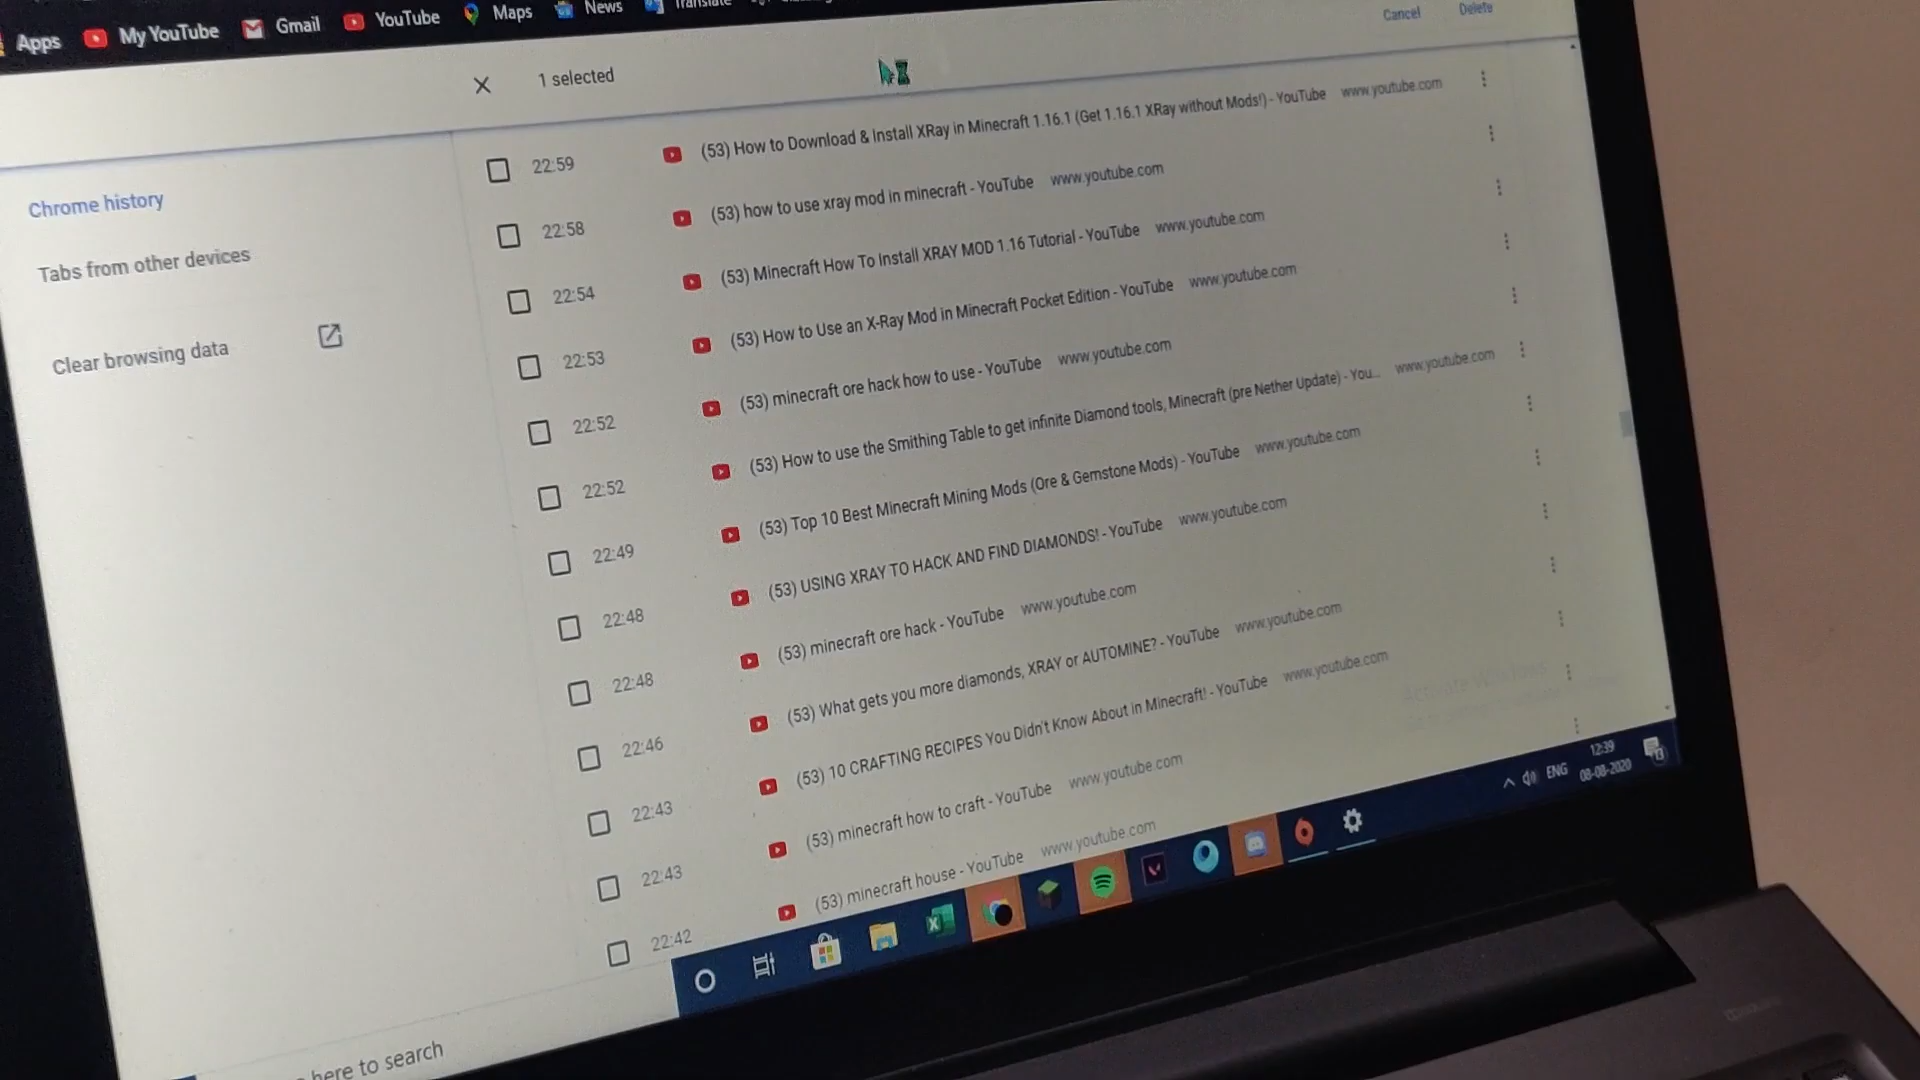 Apps My YouTube Gmail YouTube Maps News Translate
1 selected Cancel Delete
Chrome history
Tabs from other devices
Clear browsing data
22:59 (53) How to Download & Install XRay in Minecraft 1.16.1 (Get 1.16.1 XRay without Mods!) - YouTube www.youtube.com
22:58 (53) how to use xray mod in minecraft - YouTube www.youtube.com
22:54 (53) Minecraft How To Install XRAY MOD 1.16 Tutorial - YouTube www.youtube.com
22:53 (53) How to Use an X-Ray Mod in Minecraft Pocket Edition - YouTube www.youtube.com
22:52 (53) minecraft ore hack how to use - YouTube www.youtube.com
22:52 (53) How to use the Smithing Table to get infinite Diamond tools, Minecraft (pre Nether Update) - You... www.youtube.com
22:49 (53) Top 10 Best Minecraft Mining Mods (Ore & Gemstone Mods) - YouTube www.youtube.com
22:48 (53) USING XRAY TO HACK AND FIND DIAMONDS! - YouTube www.youtube.com
22:48 (53) minecraft ore hack - YouTube www.youtube.com
22:46 (53) What gets you more diamonds, XRAY or AUTOMINE? - YouTube www.youtube.com
22:43 (53) 10 CRAFTING RECIPES You Didn't Know About in Minecraft! - YouTube www.youtube.com
22:43 (53) minecraft how to craft - YouTube www.youtube.com
22:42 (53) minecraft house - YouTube www.youtube.com
Activate Windows
ENG 12:39
08-08-2020
here to search